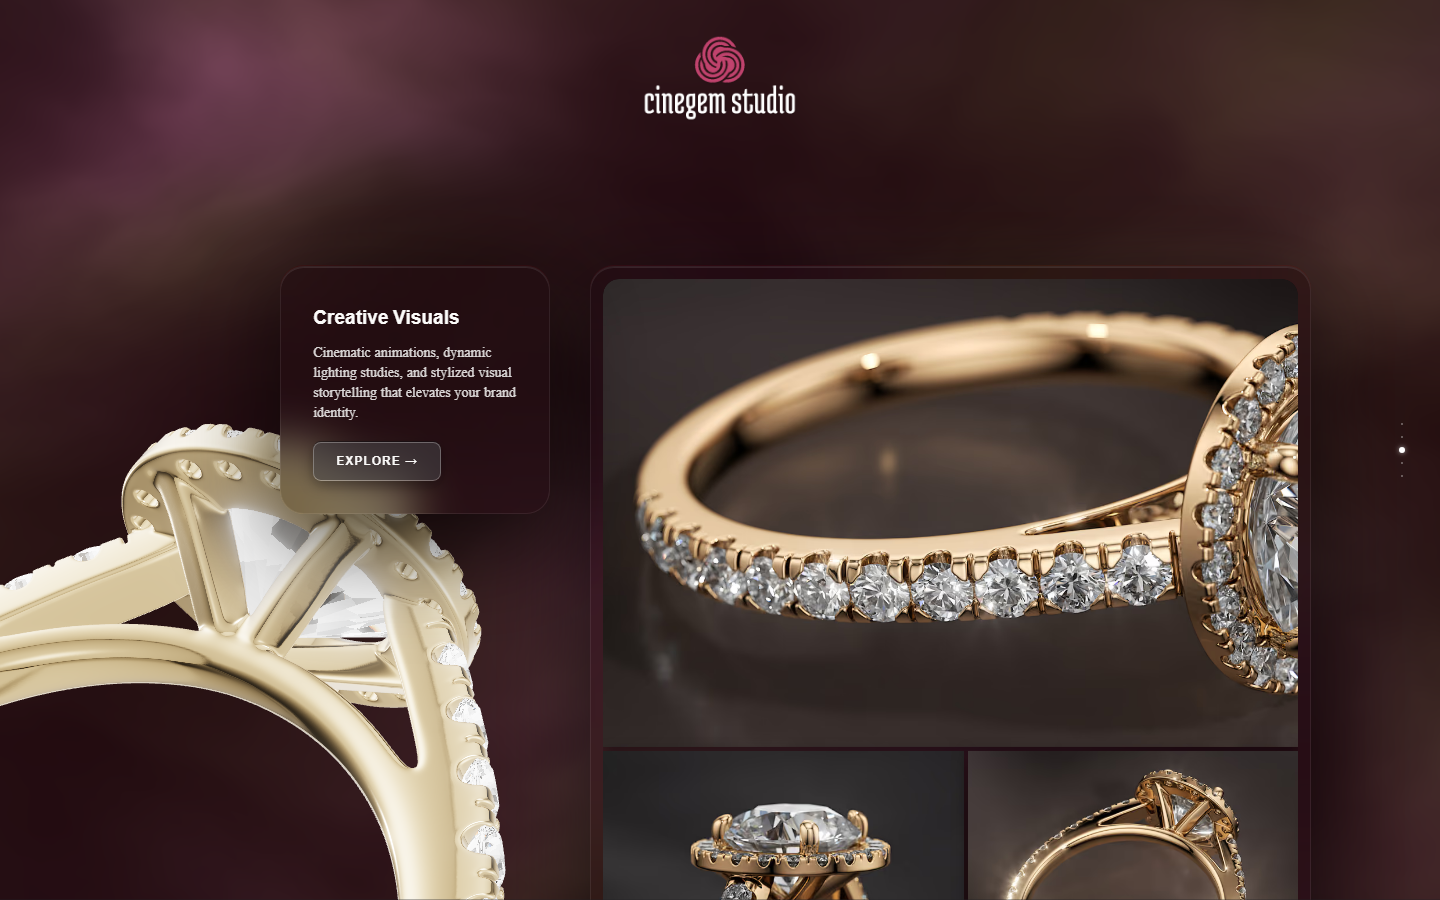 cinegem studio
Creative Visuals
Cinematic animations, dynamic
lighting studies, and stylized visual
storytelling that elevates your brand
identity.
EXPLORE →